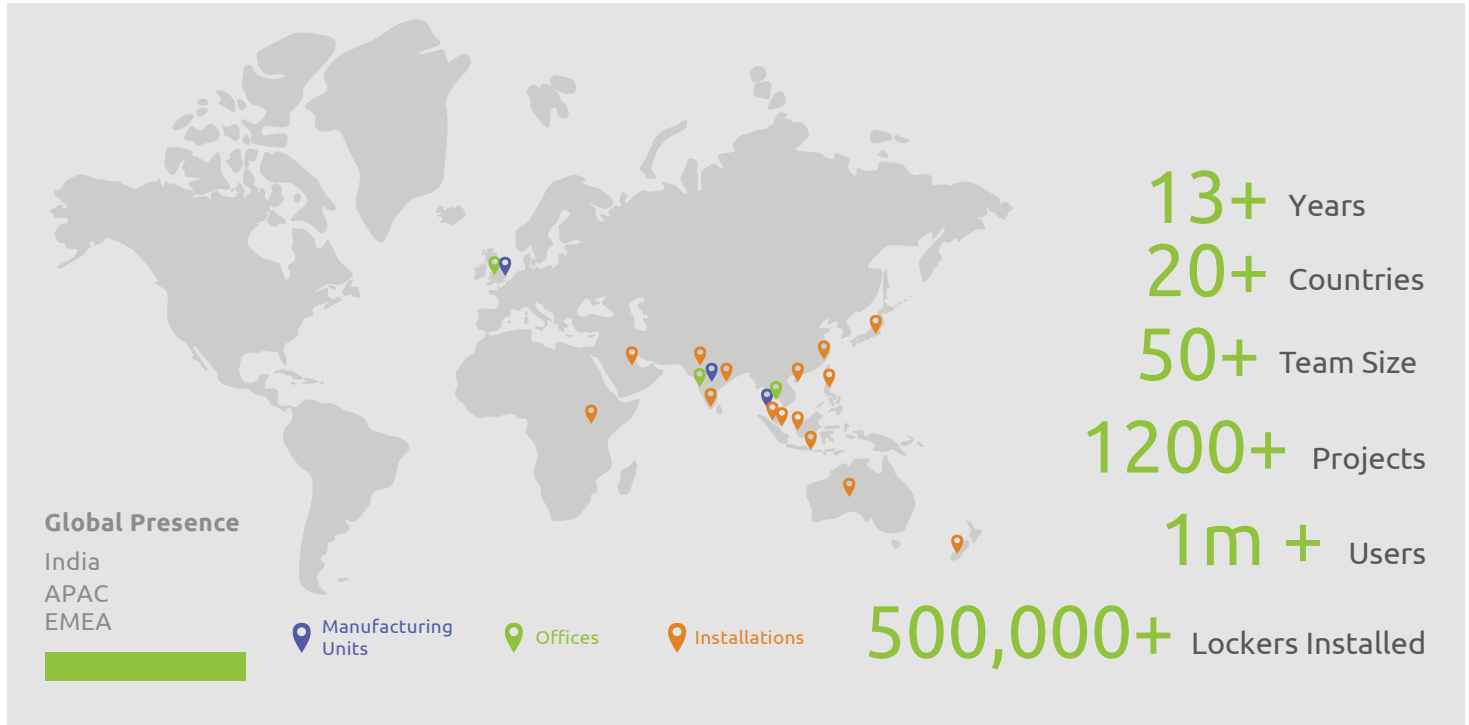 13+ Years
20+ Countries
50+ Team Size
1200+ Projects
1m + Users
500,000+ Lockers Installed
Global Presence
India
APAC
EMEA
Manufacturing
Units
Offices
Installations